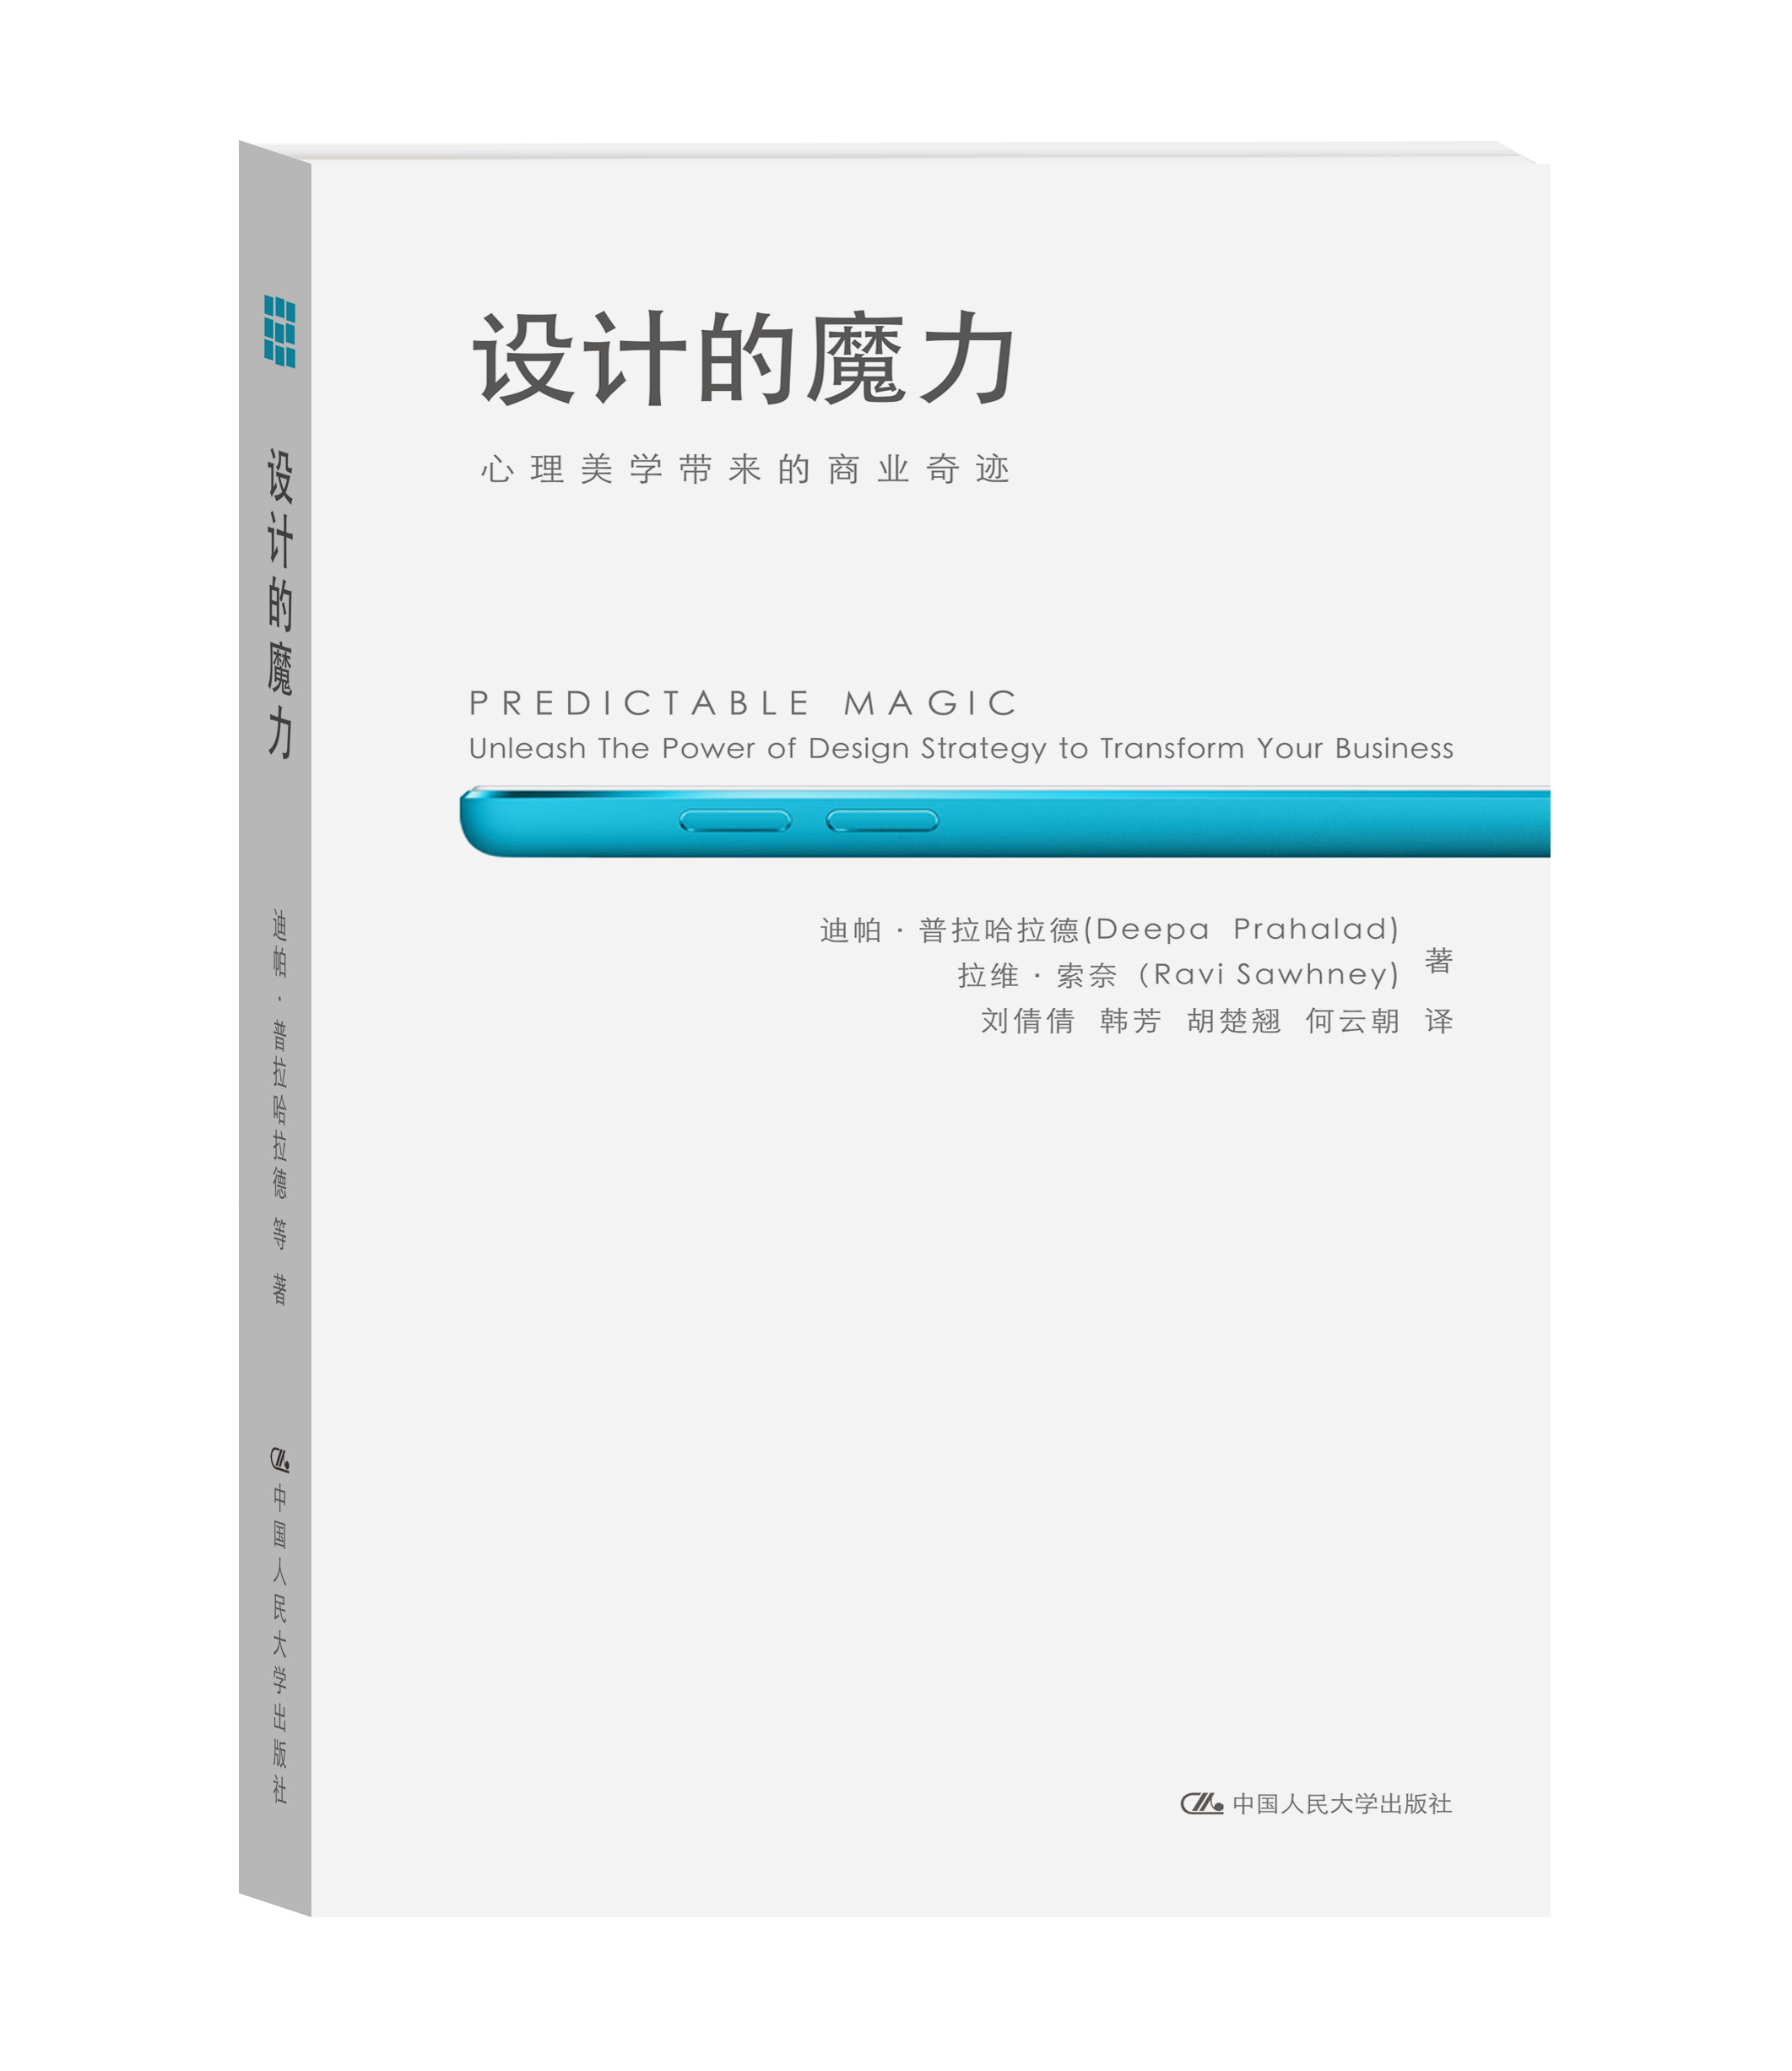 设计的魔力
心理美学带来的商业奇迹
PREDICTABLE MAGIC
Unleash The Power of Design Strategy to Transform Your Business
迪帕·普拉哈拉德(Deepa Prahalad)
拉维·索奈（Ravi Sawhney) 著
刘倩倩 韩芳 胡楚翘 何云朝 译
中国人民大学出版社
设计的魔力
迪帕·普拉哈拉德 等 著
中国人民大学出版社